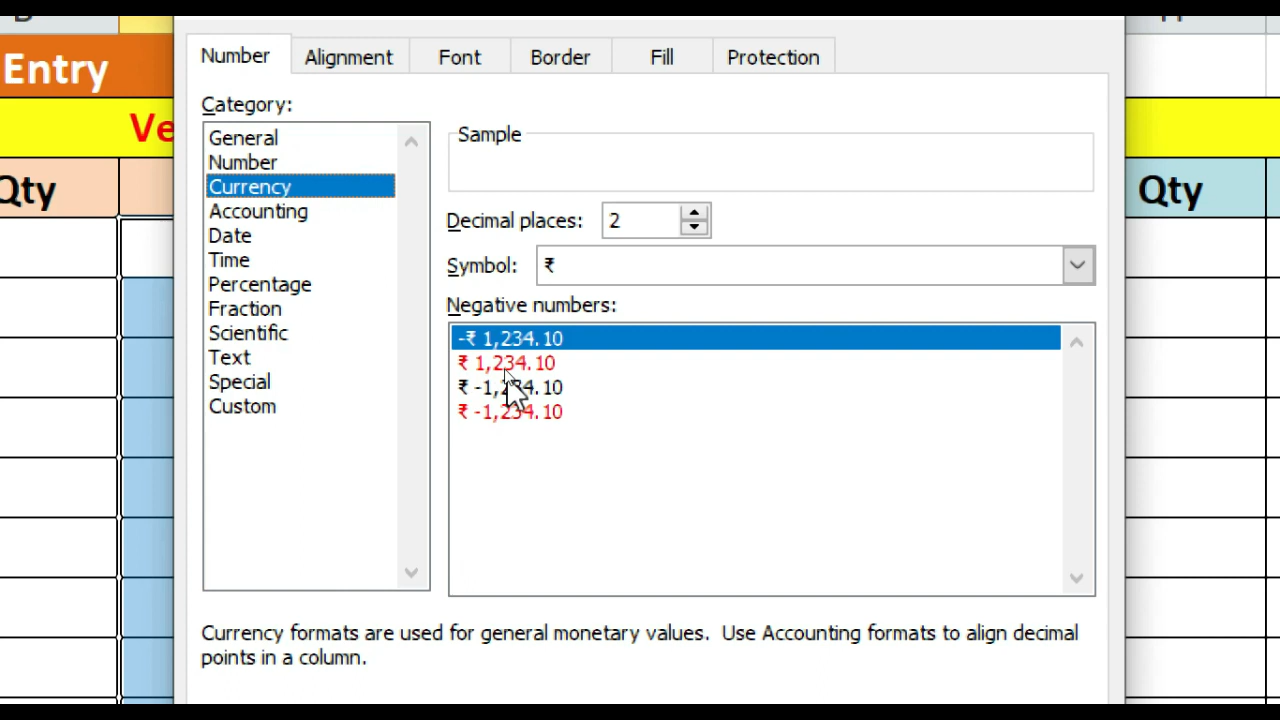 Entry
Ve
Qty
Qty
Number Alignment Font Border Fill Protection
Category:
General
Number
Currency
Accounting
Date
Time
Percentage
Fraction
Scientific
Text
Special
Custom
Sample
Decimal places: 2
Symbol: ₹
Negative numbers:
-₹ 1,234.10
₹ 1,234.10
₹ -1,234.10
₹ -1,234.10
Currency formats are used for general monetary values.  Use Accounting formats to align decimal
points in a column.